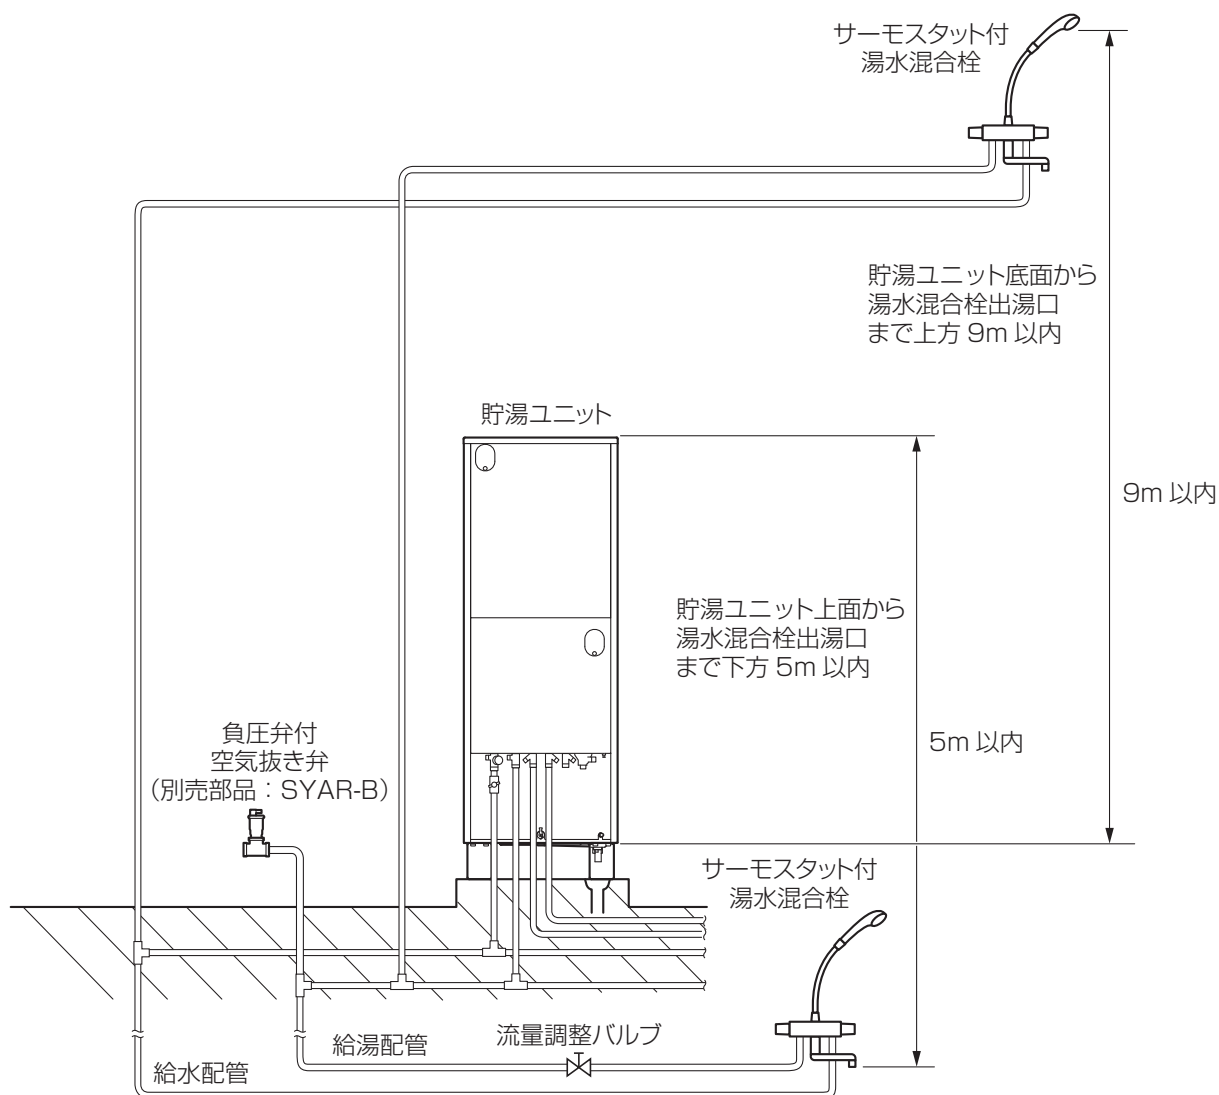 サーモスタット付
湯水混合栓
貯湯ユニット底面から
湯水混合栓出湯口
まで上方 9m 以内
貯湯ユニット
9m 以内
貯湯ユニット上面から
湯水混合栓出湯口
まで下方 5m 以内
5m 以内
負圧弁付
空気抜き弁
（別売部品：SYAR-B）
サーモスタット付
湯水混合栓
流量調整バルブ
給湯配管
給水配管